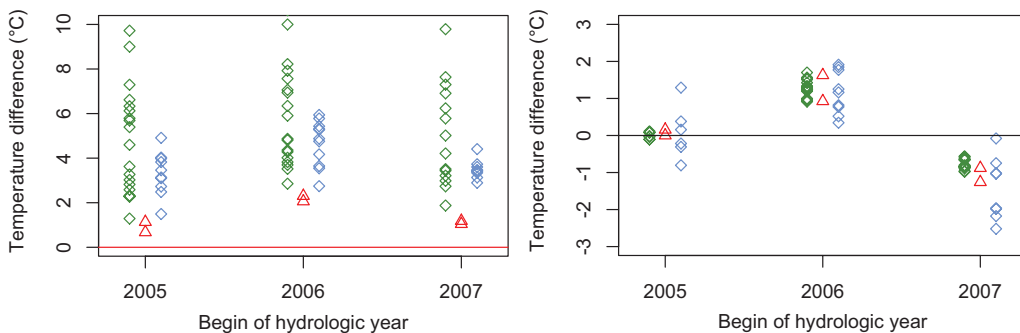 Temperature difference (°C)
10
8
6
4
2
0
2005 2006 2007
Begin of hydrologic year
Temperature difference (°C)
3
2
1
0
-1
-2
-3
2005 2006 2007
Begin of hydrologic year